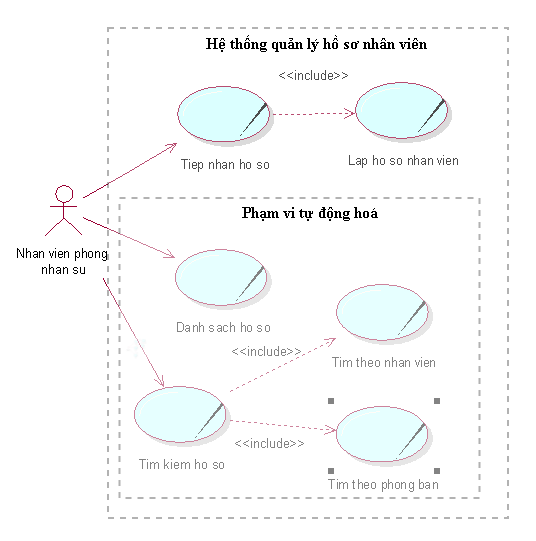 Hệ thống quản lý hồ sơ nhân viên
<<include>>
Tiep nhan ho so
Lap ho so nhan vien
Phạm vi tự động hoá
Nhan vien phong
nhan su
Danh sach ho so
<<include>>
Tim theo nhan vien
<<include>>
Tim kiem ho so
Tim theo phong ban